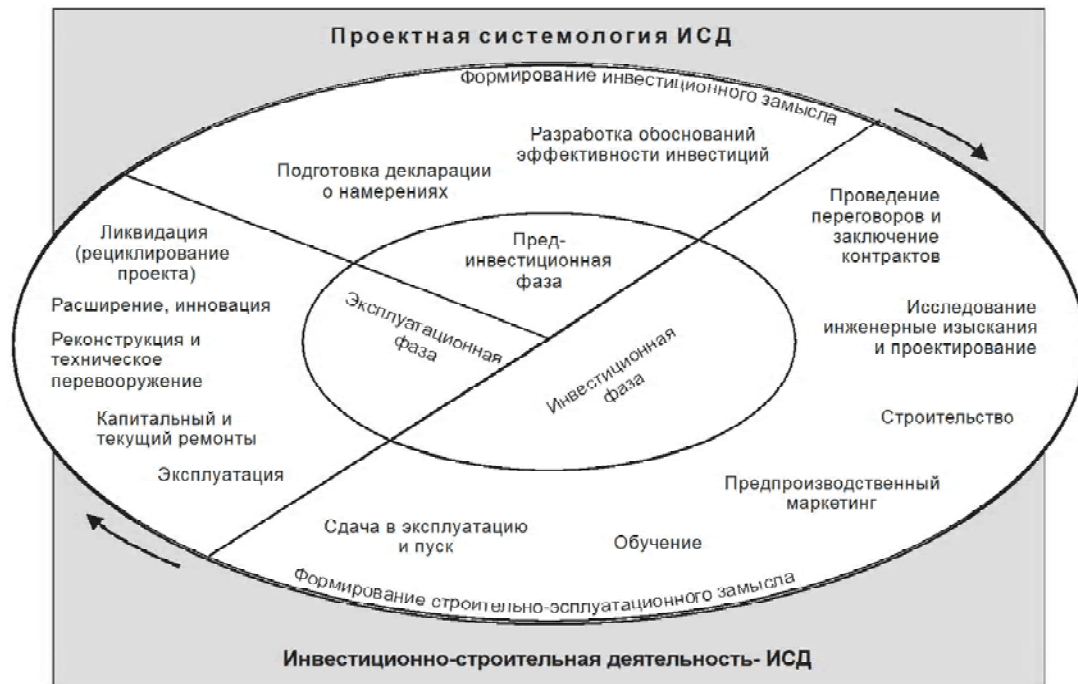 Проектная системология ИСД
Формирование инвестиционного замысла
Разработка обоснований
эффективности инвестиций
Подготовка декларации
о намерениях
Проведение
переговоров и
заключение
контрактов
Ликвидация
(рециклирование
проекта)
Пред-
инвестиционная
фаза
Расширение, инновация
Эксплуатационная
фаза
Исследование
инженерные изыскания
и проектирование
Реконструкция и
техническое
перевооружение
Инвестиционная
фаза
Капитальный и
текущий ремонты
Строительство
Эксплуатация
Предпроизводственный
маркетинг
Сдача в эксплуатацию
и пуск
Обучение
Формирование строительно-эсплуатационного замысла
Инвестиционно-строительная деятельность- ИСД